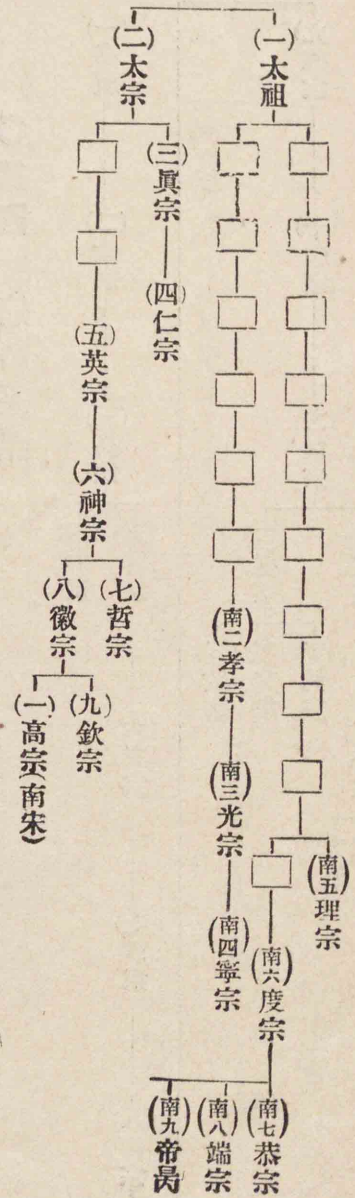 (一)太祖
(二)太宗
(三)眞宗
(四)仁宗
(五)英宗
(六)神宗
(七)哲宗
(八)徽宗
(九)欽宗
(一)高宗(南宋)
(南二)孝宗
(南三)光宗
(南四)寧宗
(南五)理宗
(南六)度宗
(南七)恭宗
(南八)端宗
(南九)帝昺